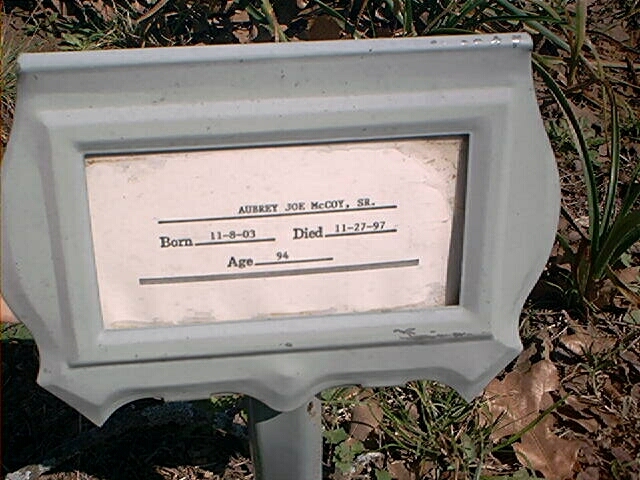 AUBREY JOE McCOY, SR.
Born 11-8-03 Died 11-27-97
Age 94